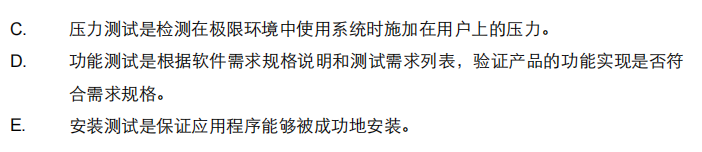 C. 压力测试是检测在极限环境中使用系统时施加在用户上的压力。
D. 功能测试是根据软件需求规格说明和测试需求列表，验证产品的功能实现是否符
合需求规格。
E. 安装测试是保证应用程序能够被成功地安装。